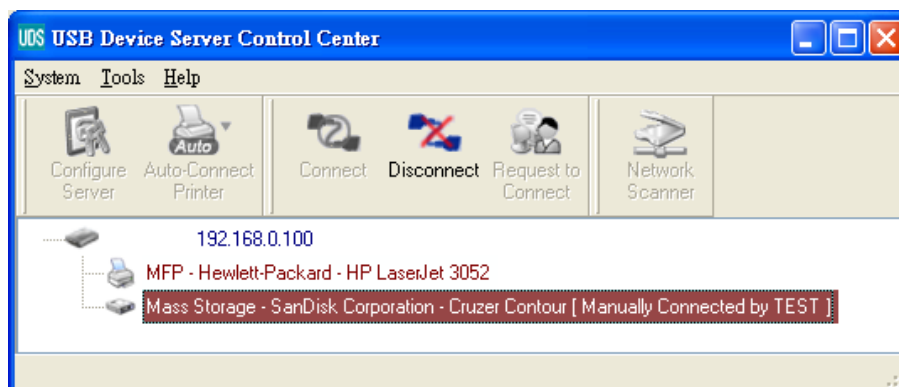 UDS USB Device Server Control Center
System Tools Help
Configure Server
Auto
Auto-Connect Printer
Connect
Disconnect
Request to Connect
Network Scanner
192.168.0.100
MFP - Hewlett-Packard - HP LaserJet 3052
Mass Storage - SanDisk Corporation - Cruzer Contour [ Manually Connected by TEST ]